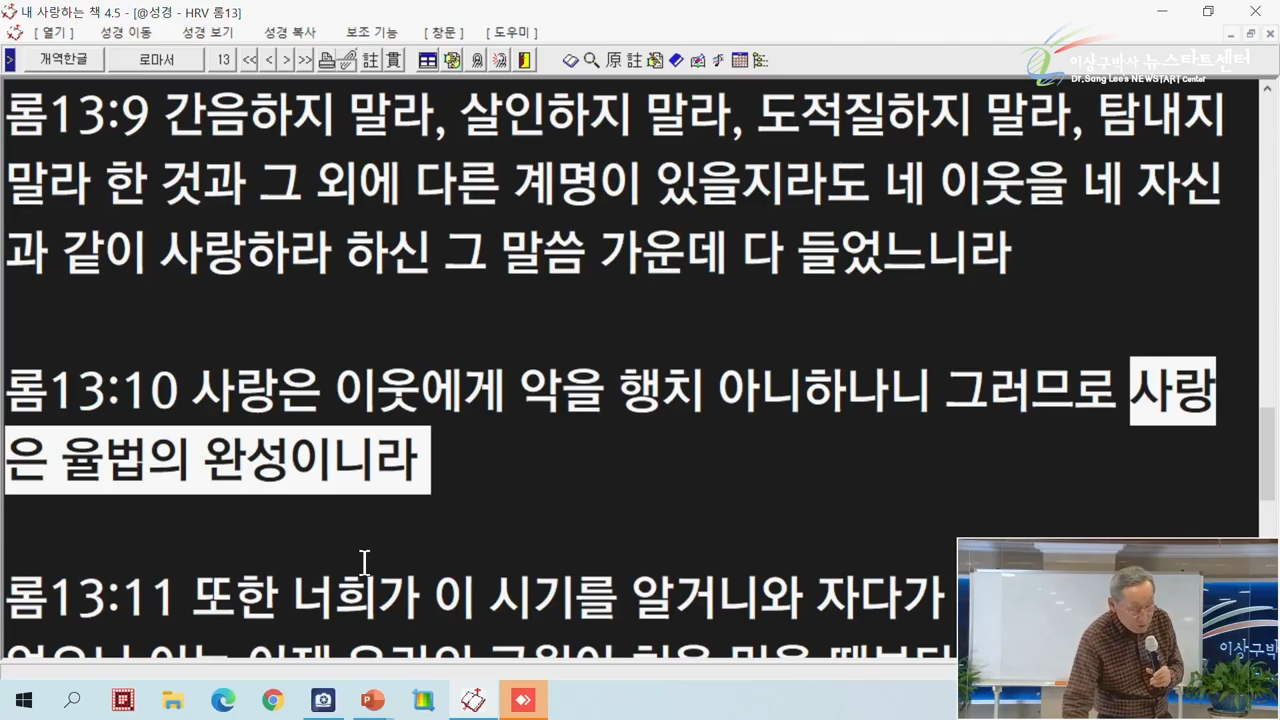 내 사랑하는 책 4.5 - [@성경 - HRV 롬13]
[ 열기 ] 성경 이동 성경 보기 성경 복사 보조 기능 [ 창문 ] [ 도우미 ]
> 개역한글 로마서 13 << < > >> 註 貫 原 註
이상구박사 뉴스타트센터
Dr. Sang Lee's NEWSTART Center
롬13:9 간음하지 말라, 살인하지 말라, 도적질하지 말라, 탐내지
말라 한 것과 그 외에 다른 계명이 있을지라도 네 이웃을 네 자신
과 같이 사랑하라 하신 그 말씀 가운데 다 들었느니라
롬13:10 사랑은 이웃에게 악을 행치 아니하나니 그러므로 사랑
은 율법의 완성이니라
롬13:11 또한 너희가 이 시기를 알거니와 자다가
이상구박